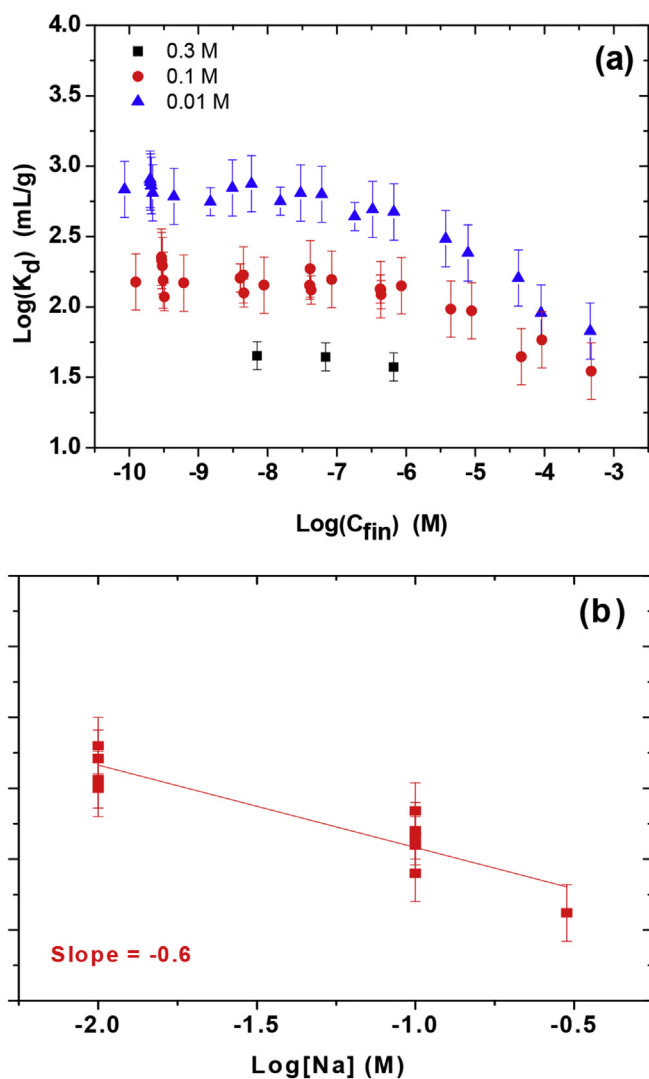 (a)
0.3 M
0.1 M
0.01 M
4.0
3.5
3.0
2.5
2.0
1.5
1.0
Log(Kd) (mL/g)
-10 -9 -8 -7 -6 -5 -4 -3
Log(Cfin) (M)
(b)
Slope = -0.6
-2.0 -1.5 -1.0 -0.5
Log[Na] (M)